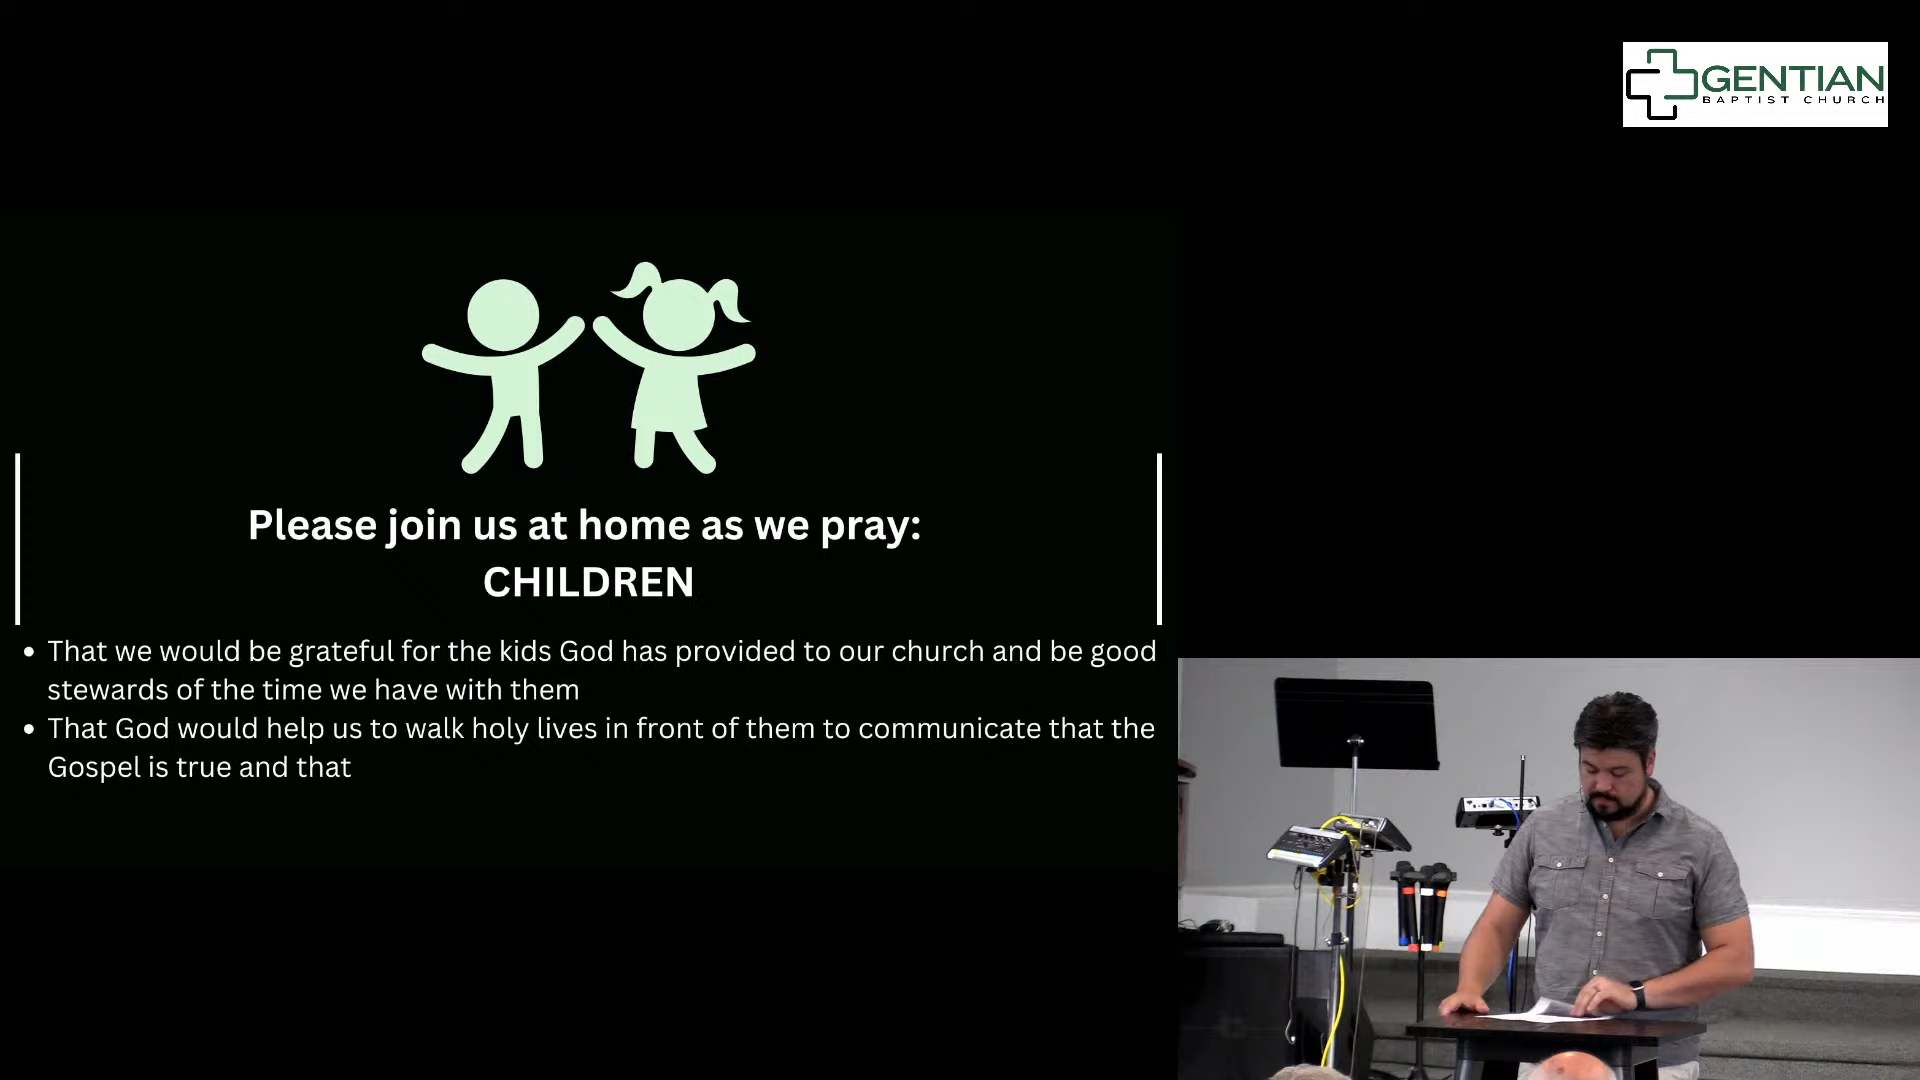 GENTIAN
BAPTIST CHURCH
Please join us at home as we pray:
CHILDREN
• That we would be grateful for the kids God has provided to our church and be good
stewards of the time we have with them
• That God would help us to walk holy lives in front of them to communicate that the
Gospel is true and that